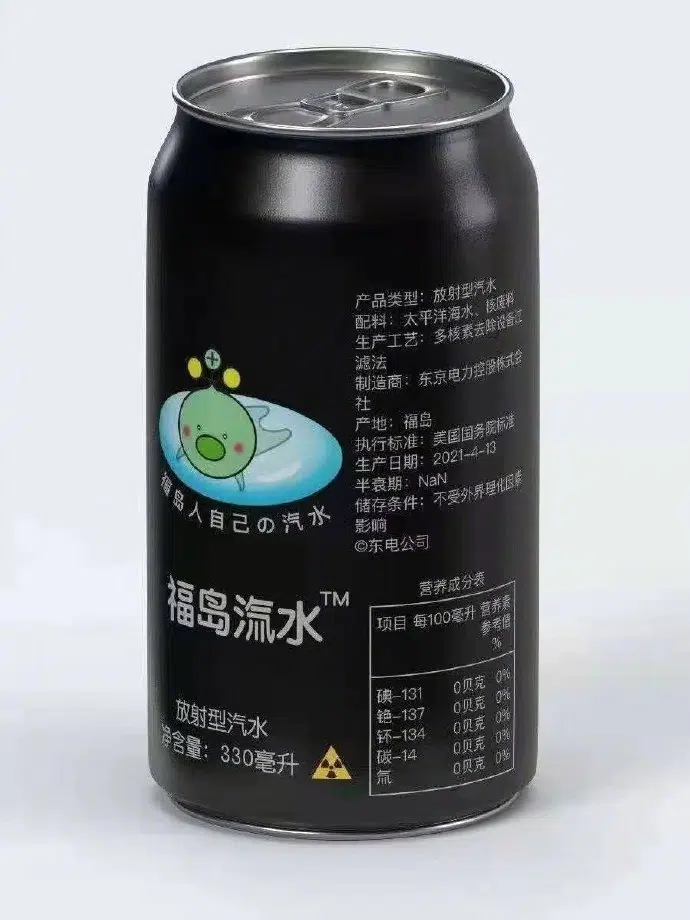 产品类型：放射型汽水
配料：太平洋海水、核废料
生产工艺：多核素去除设备过
滤法
制造商：东京电力控股株式会
社
产地：福岛
执行标准：美国国务院标准
生产日期：2021-4-13
半衰期：NaN
储存条件：不受外界理化因素
影响
©东电公司
福岛人自己の汽水
福岛汽水™
放射型汽水
净含量：330毫升
营养成分表
项目 每100毫升 营养素参考值%
碘-131 0贝克 0%
铯-137 0贝克 0%
钚-134 0贝克 0%
碳-14 0贝克 0%
氚 0贝克 0%